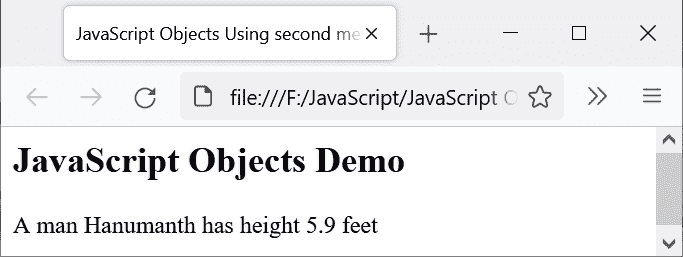 JavaScript Objects Using second me
file:///F:/JavaScript/JavaScript O
JavaScript Objects Demo
A man Hanumanth has height 5.9 feet